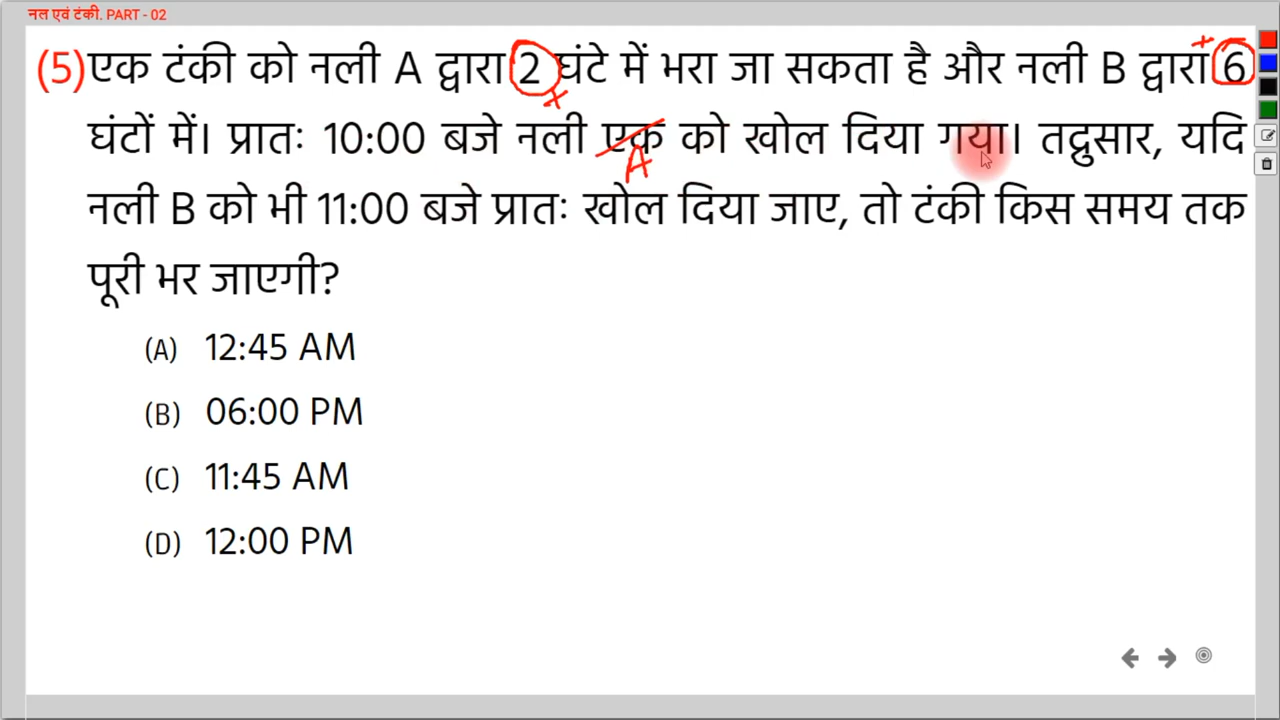 नल एवं टंकी. PART - 02
(5) एक टंकी को नली A द्वारा 2 घंटे में भरा जा सकता है और नली B द्वारा 6
घंटों में। प्रातः 10:00 बजे नली एक को खोल दिया गया। तद्नुसार, यदि
A
नली B को भी 11:00 बजे प्रातः खोल दिया जाए, तो टंकी किस समय तक
पूरी भर जाएगी?
(A) 12:45 AM
(B) 06:00 PM
(C) 11:45 AM
(D) 12:00 PM